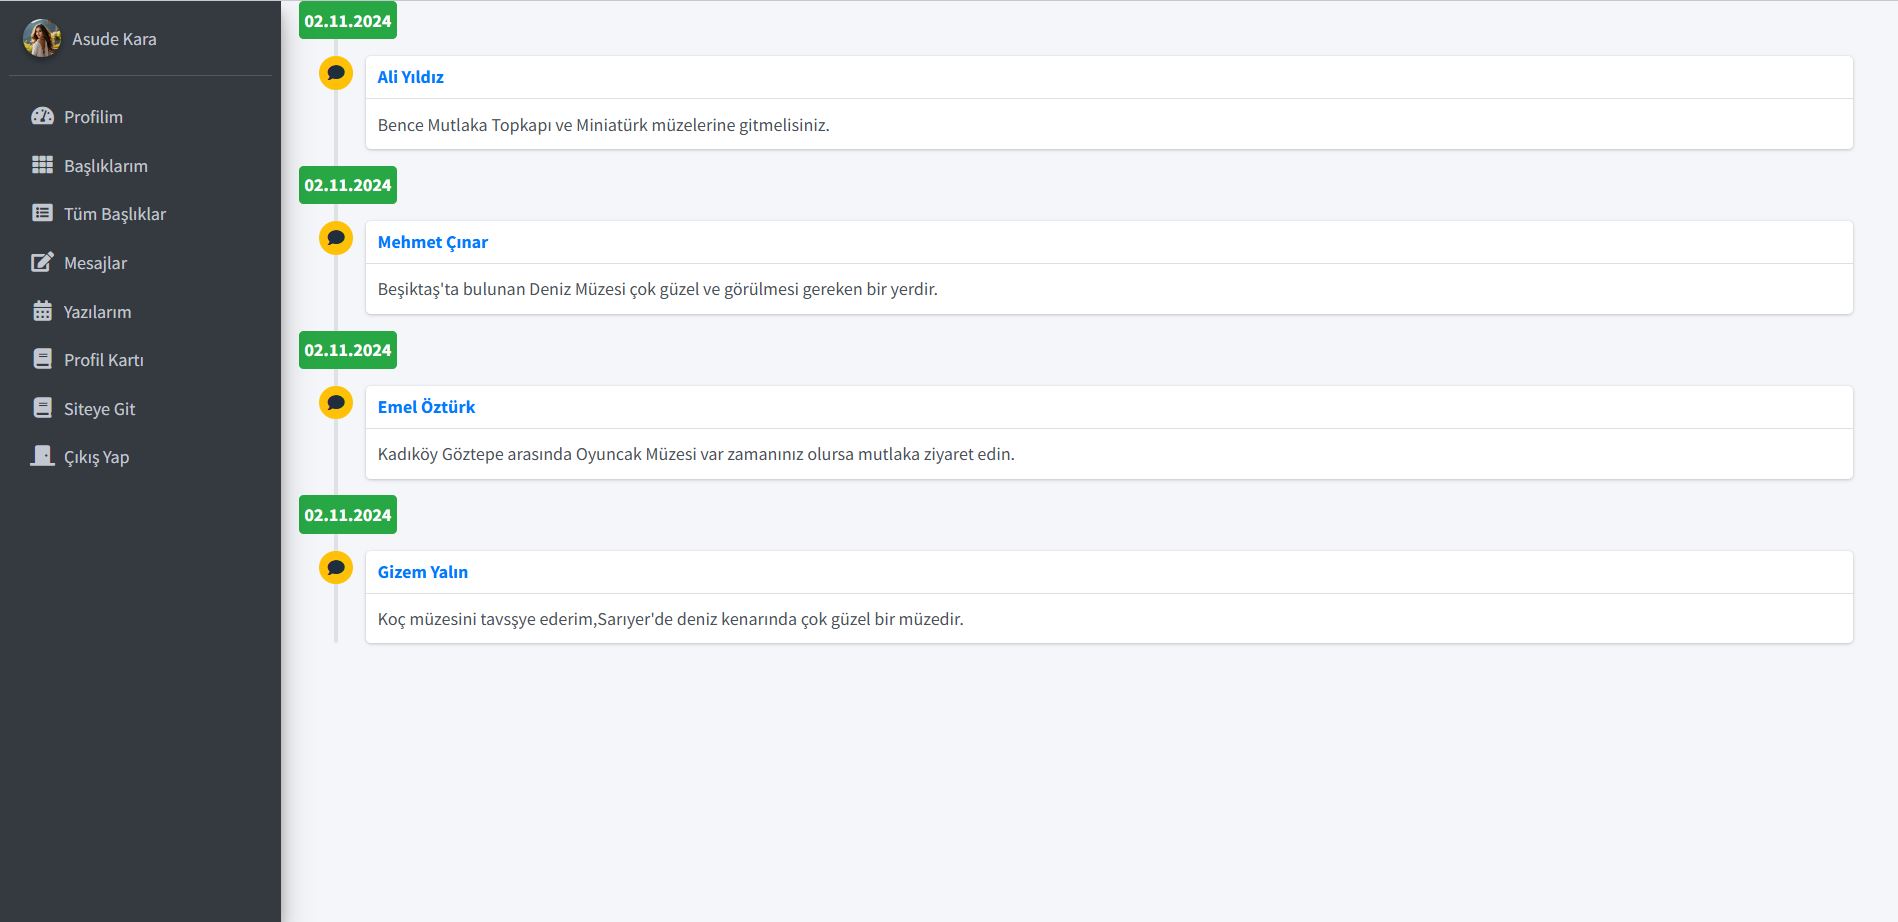 Asude Kara
Profilim
Başlıklarım
Tüm Başlıklar
Mesajlar
Yazılarım
Profil Kartı
Siteye Git
Çıkış Yap
02.11.2024
Ali Yıldız
Bence Mutlaka Topkapı ve Miniatürk müzelerine gitmelisiniz.
02.11.2024
Mehmet Çınar
Beşiktaş'ta bulunan Deniz Müzesi çok güzel ve görülmesi gereken bir yerdir.
02.11.2024
Emel Öztürk
Kadıköy Göztepe arasında Oyuncak Müzesi var zamanınız olursa mutlaka ziyaret edin.
02.11.2024
Gizem Yalın
Koç müzesini tavsşye ederim,Sarıyer'de deniz kenarında çok güzel bir müzedir.